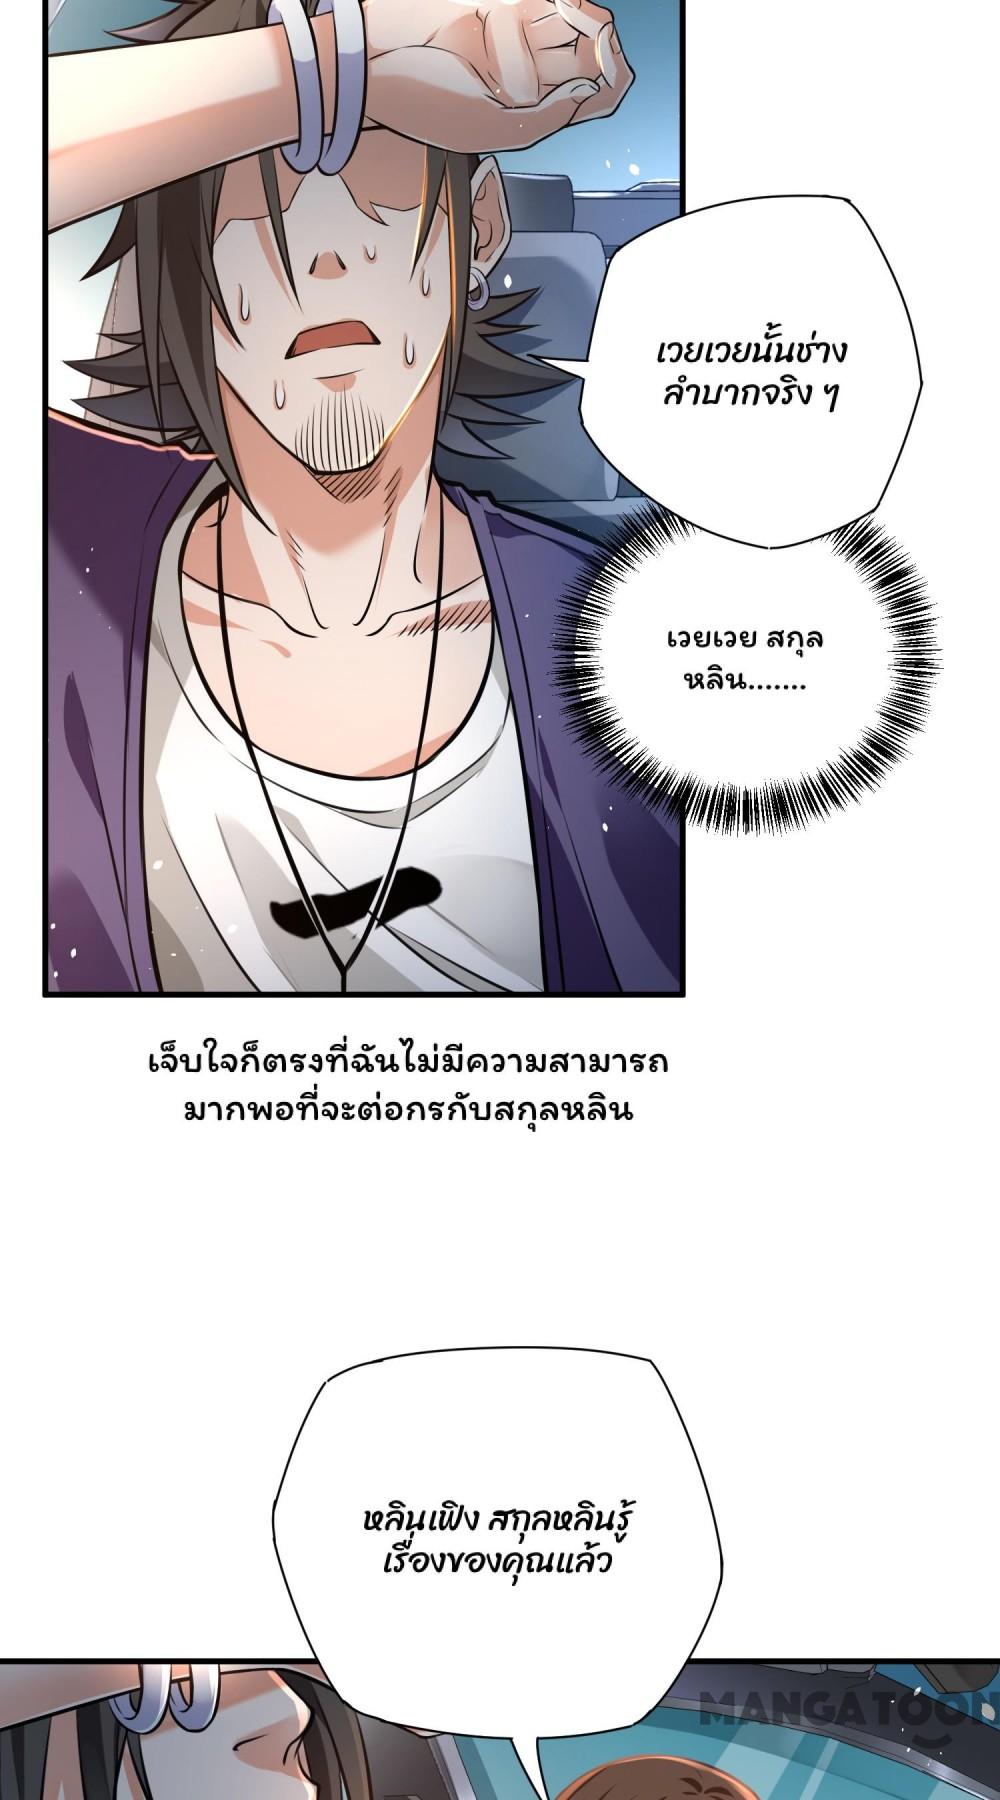 เวยเวยนั้นช่าง
ลำบากจริง ๆ
เวยเวย สกุล
หลิน.......
เจ็บใจก็ตรงที่ฉันไม่มีความสามารถ
มากพอที่จะต่อกรกับสกุลหลิน
หลินเฟิง สกุลหลินรู้
เรื่องของคุณแล้ว
MANGATOON